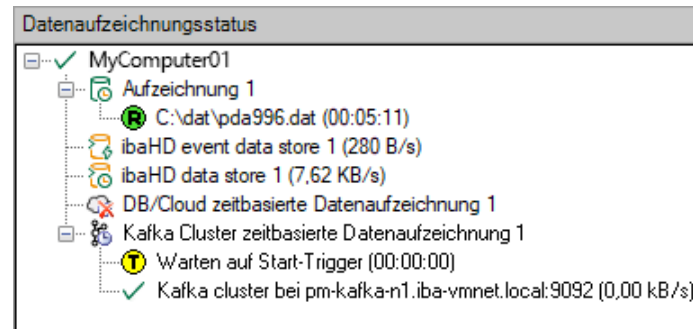 Datenaufzeichnungsstatus
MyComputer01
Aufzeichnung 1
R C:\dat\pda996.dat (00:05:11)
ibaHD event data store 1 (280 B/s)
ibaHD data store 1 (7,62 KB/s)
DB/Cloud zeitbasierte Datenaufzeichnung 1
Kafka Cluster zeitbasierte Datenaufzeichnung 1
T Warten auf Start-Trigger (00:00:00)
Kafka cluster bei pm-kafka-n1.iba-vmnet.local:9092 (0,00 kB/s)